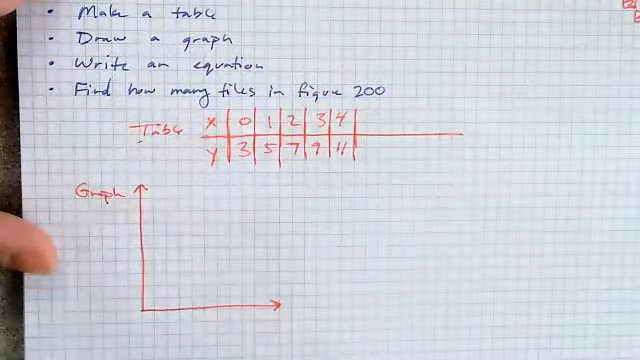 • Make a table
• Draw a graph
• Write an equation
• Find how many tiles in figure 200
Table X 0 1 2 3 4
Y 3 5 7 9 11
Graph